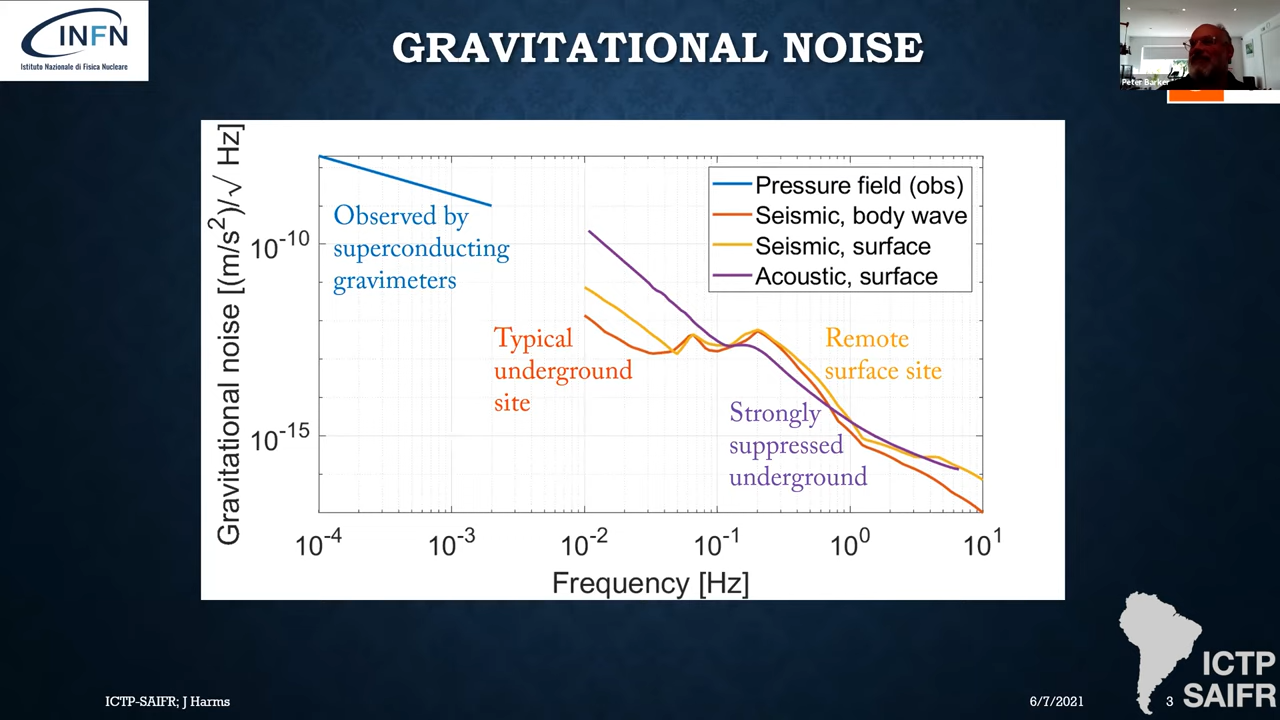 INFN
Istituto Nazionale di Fisica Nucleare
GRAVITATIONAL NOISE
Peter Barker
Gravitational noise [(m/s²)/√Hz]
10⁻¹⁰
10⁻¹⁵
Pressure field (obs)
Seismic, body wave
Seismic, surface
Acoustic, surface
Observed by
superconducting
gravimeters
Typical
underground
site
Remote
surface site
Strongly
suppressed
underground
10⁻⁴ 10⁻³ 10⁻² 10⁻¹ 10⁰ 10¹
Frequency [Hz]
ICTP-SAIFR; J Harms
6/7/2021
3
ICTP
SAIFR